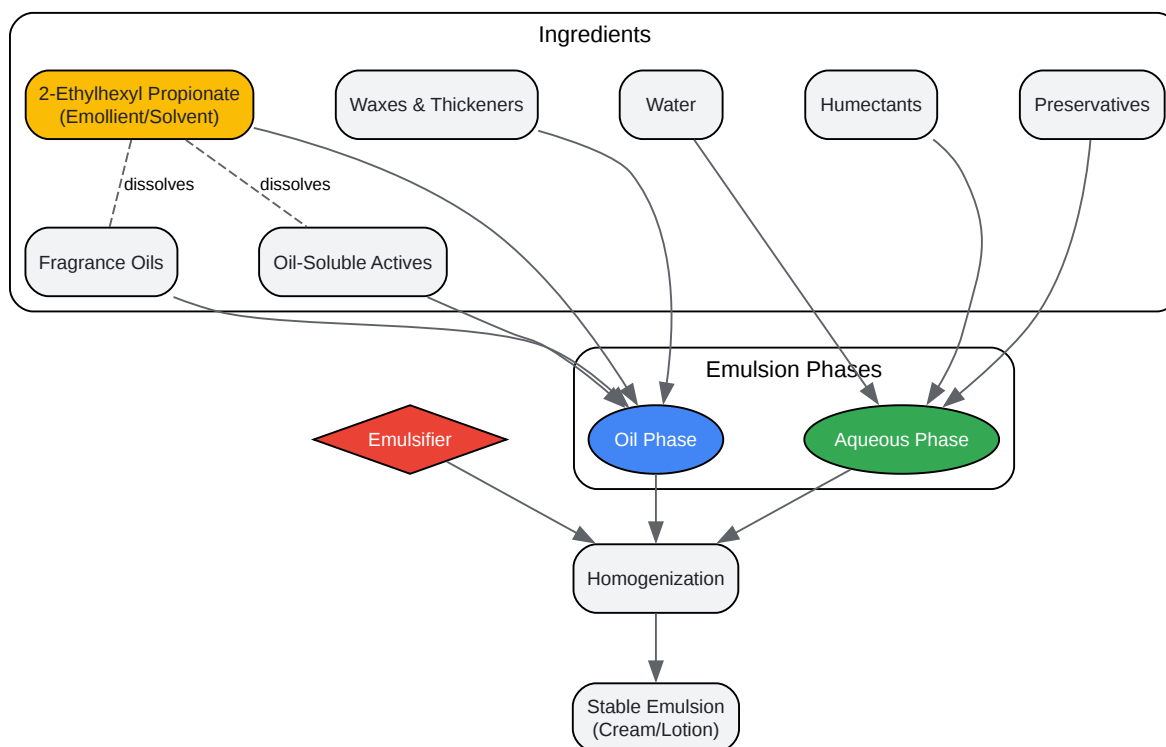 Ingredients
2-Ethylhexyl Propionate
(Emollient/Solvent)
Waxes & Thickeners
Water
Humectants
Preservatives
dissolves
dissolves
Fragrance Oils
Oil-Soluble Actives
Emulsion Phases
Emulsifier
Oil Phase
Aqueous Phase
Homogenization
Stable Emulsion
(Cream/Lotion)